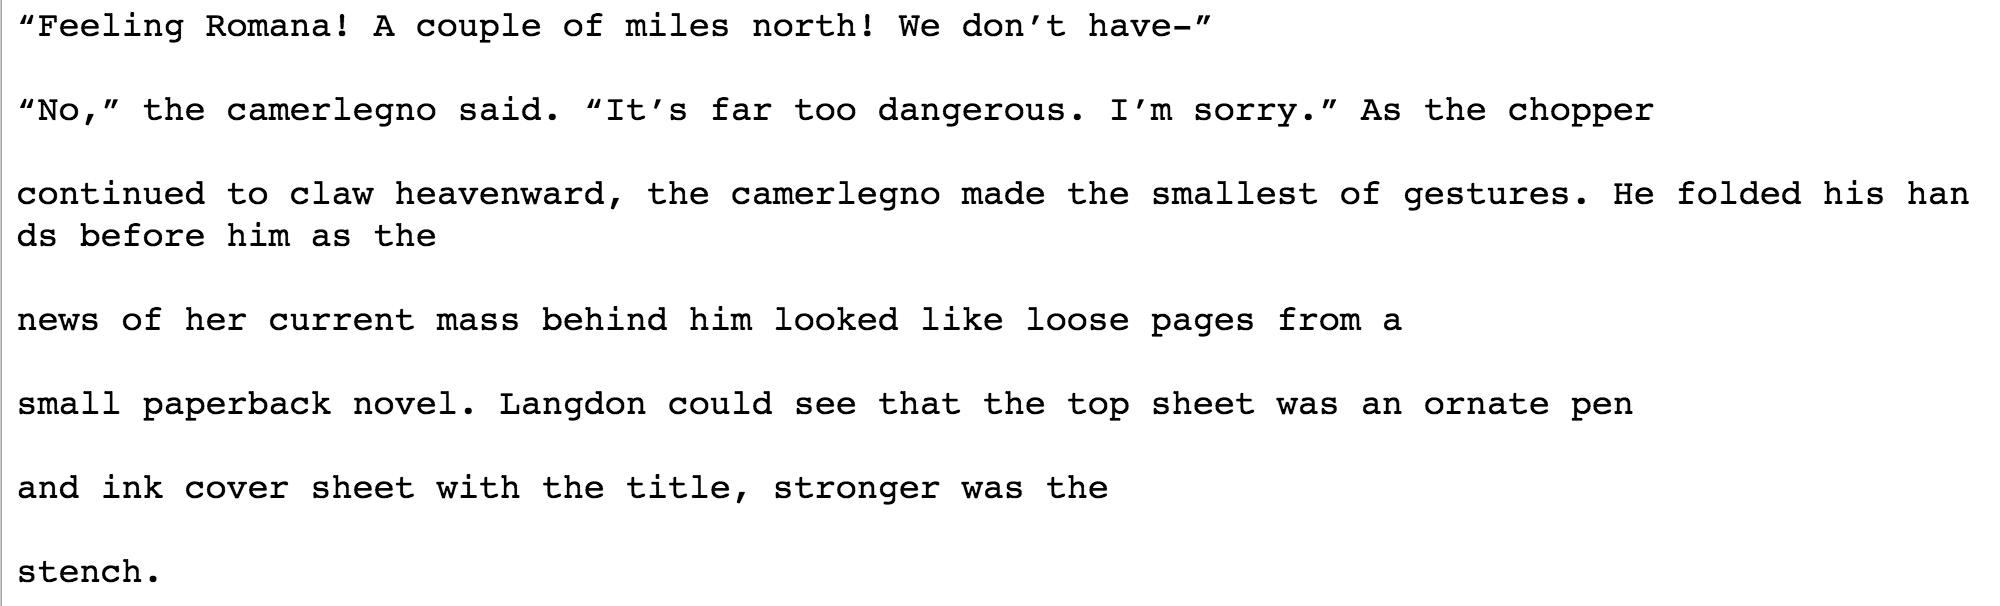 “Feeling Romana! A couple of miles north! We don’t have–”
“No,” the camerlegno said. “It’s far too dangerous. I’m sorry.” As the chopper
continued to claw heavenward, the camerlegno made the smallest of gestures. He folded his han
ds before him as the
news of her current mass behind him looked like loose pages from a
small paperback novel. Langdon could see that the top sheet was an ornate pen
and ink cover sheet with the title, stronger was the
stench.